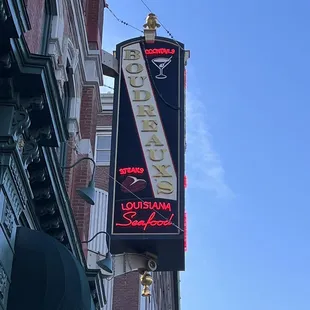 COCKTAILS
BOUDREAUX'S
STEAKS
LOUISIANA
Seafood